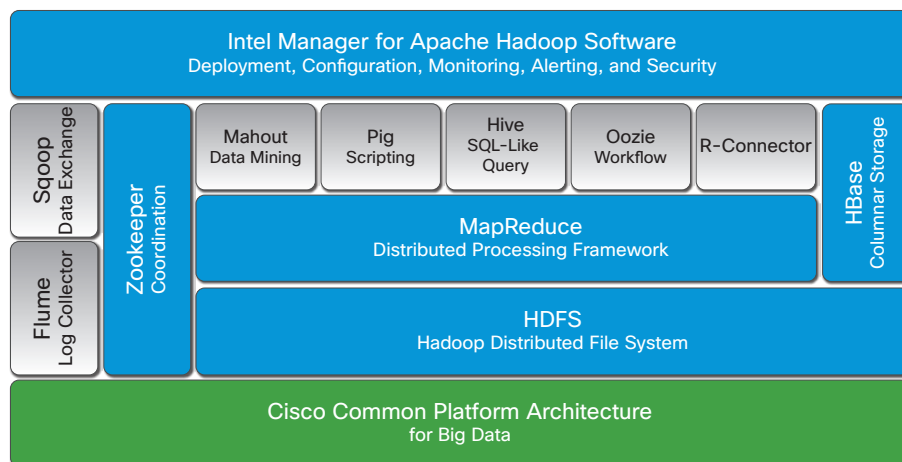 Intel Manager for Apache Hadoop Software
Deployment, Configuration, Monitoring, Alerting, and Security
Sqoop
Data Exchange
Flume
Log Collector
Zookeeper
Coordination
Mahout
Data Mining
Pig
Scripting
Hive
SQL-Like
Query
Oozie
Workflow
R-Connector
HBase
Columnar Storage
MapReduce
Distributed Processing Framework
HDFS
Hadoop Distributed File System
Cisco Common Platform Architecture
for Big Data